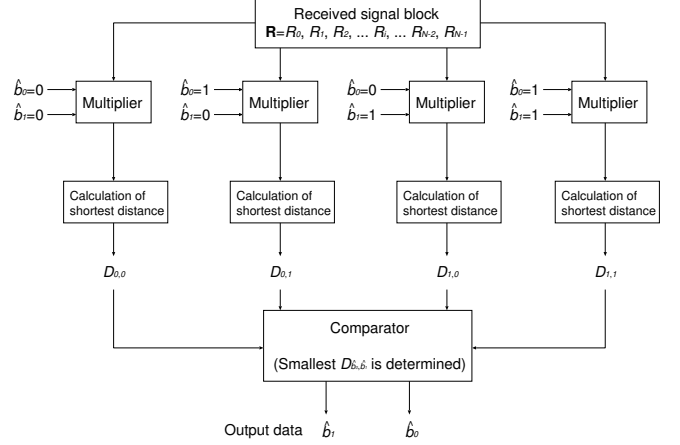 Received signal block
R=R0, R1, R2, ... Ri, ... RN-2, RN-1
b̂0=0
b̂1=0
Multiplier
b̂0=1
b̂1=0
Multiplier
b̂0=0
b̂1=1
Multiplier
b̂0=1
b̂1=1
Multiplier
Calculation of
shortest distance
Calculation of
shortest distance
Calculation of
shortest distance
Calculation of
shortest distance
D0,0
D0,1
D1,0
D1,1
Comparator
(Smallest D is determined)
Output data b̂1 b̂0